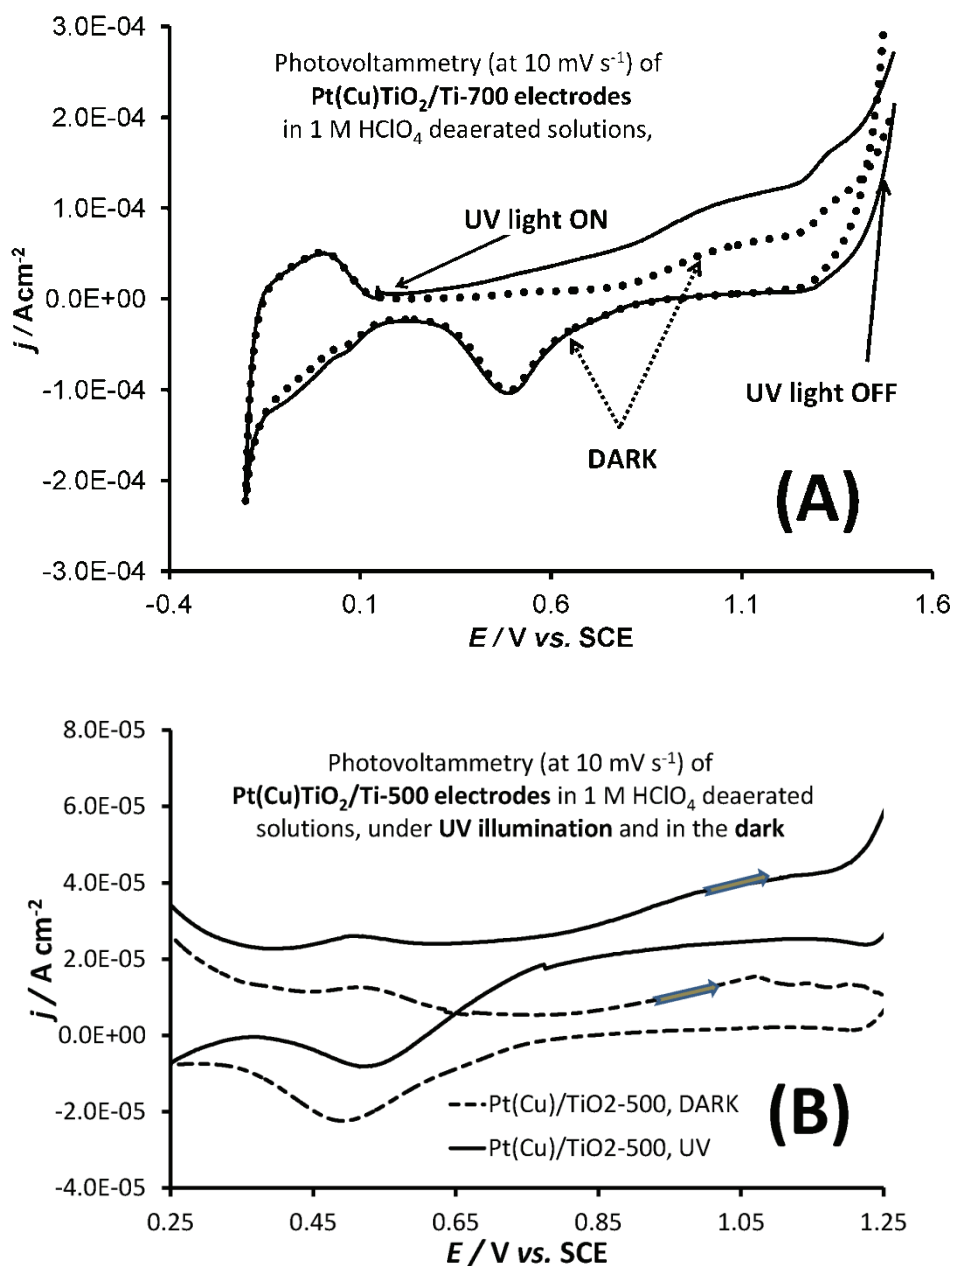 3.0E-04
2.0E-04
1.0E-04
0.0E+00
-1.0E-04
-2.0E-04
-3.0E-04
j / Acm⁻²
Photovoltammetry (at 10 mV s⁻¹) of
Pt(Cu)TiO₂/Ti-700 electrodes
in 1 M HClO₄ deaerated solutions,
UV light ON
UV light OFF
DARK
(A)
-0.4 0.1 0.6 1.1 1.6
E / V vs. SCE
8.0E-05
6.0E-05
4.0E-05
2.0E-05
0.0E+00
-2.0E-05
-4.0E-05
j / A cm⁻²
Photovoltammetry (at 10 mV s⁻¹) of
Pt(Cu)TiO₂/Ti-500 electrodes in 1 M HClO₄ deaerated
solutions, under UV illumination and in the dark
Pt(Cu)/TiO2-500, DARK
Pt(Cu)/TiO2-500, UV
(B)
0.25 0.45 0.65 0.85 1.05 1.25
E / V vs. SCE